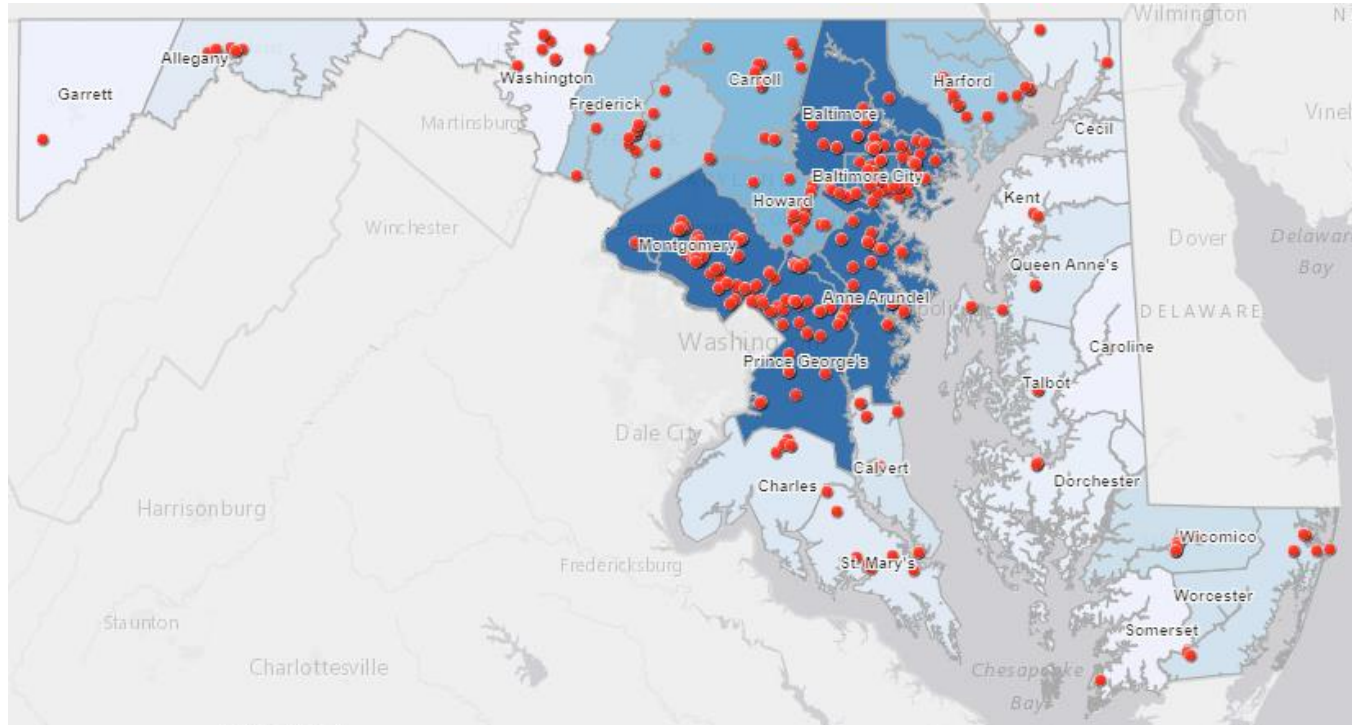 Wilmington
N
Allegany
Garrett
Washington
Carroll
Harford
Frederick
Baltimore
Vinel
Martinsburg
Cecil
Baltimore City
Kent
Howard
Winchester
Montgomery
Dover
Delaware
Bay
Queen Anne's
Anne Arundel
DELAWARE
Washing
Caroline
Prince George's
Talbot
Dale City
Calvert
Charles
Dorchester
Harrisonburg
Wicomico
Fredericksburg
St. Mary's
Worcester
Staunton
Somerset
Charlottesville
Chesapeake
Bay